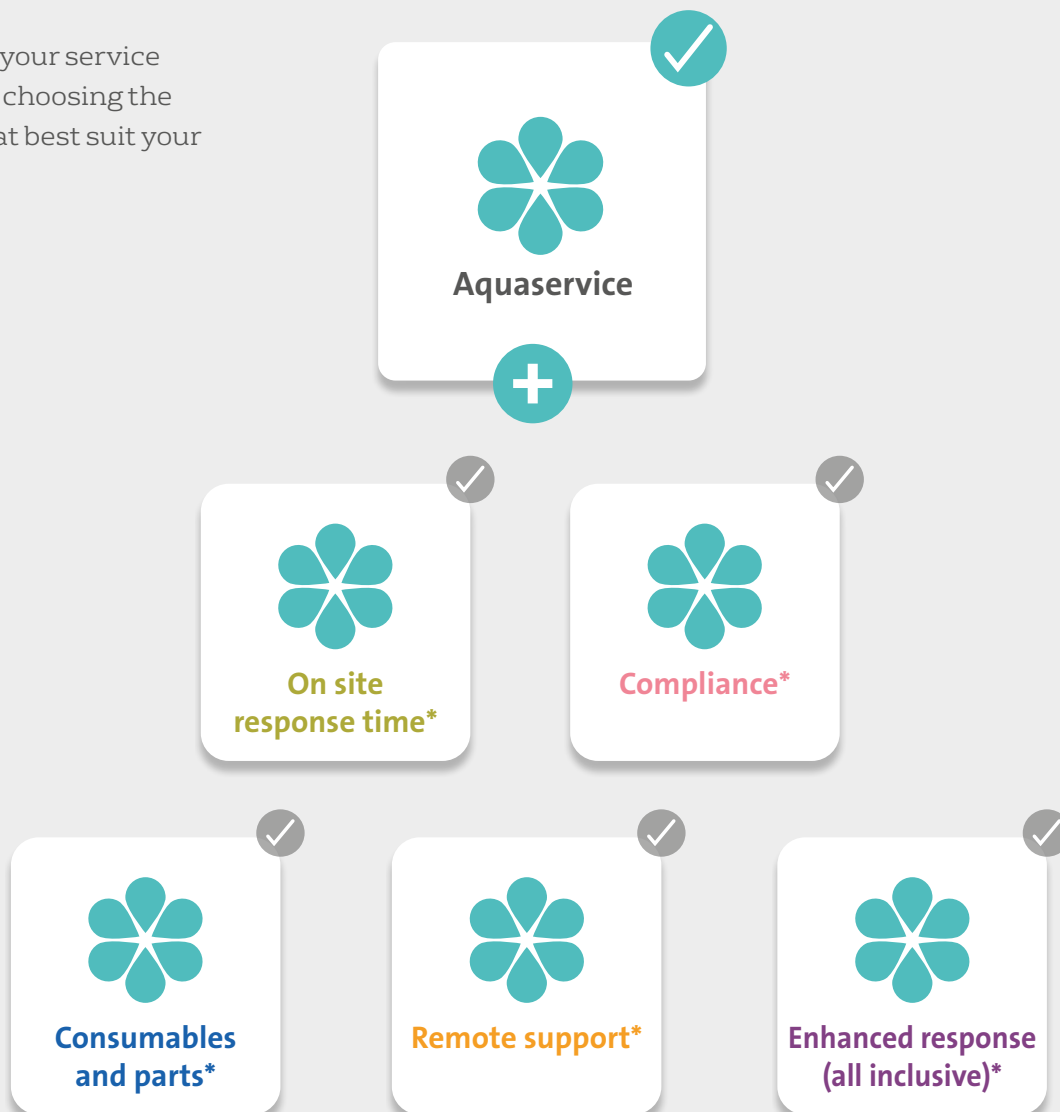 your service
choosing the
at best suit your
Aquaservice
On site
response time*
Compliance*
Consumables
and parts*
Remote support*
Enhanced response
(all inclusive)*